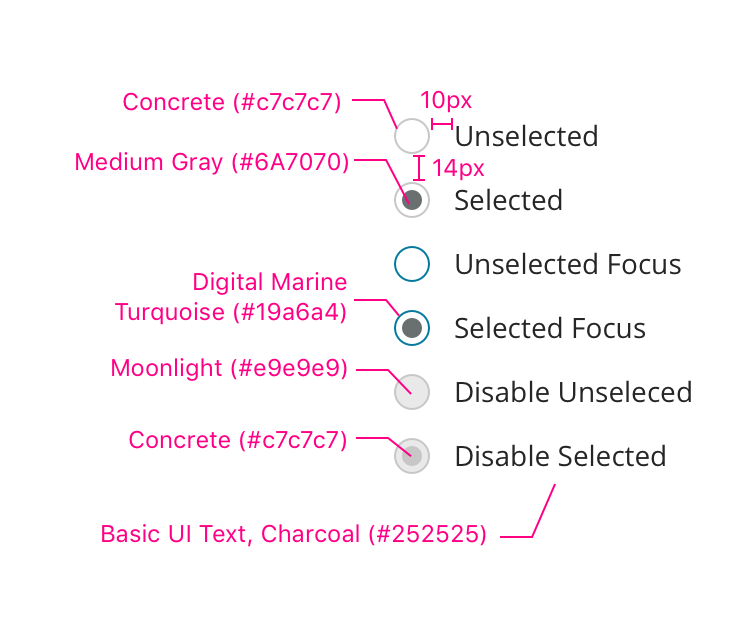 Concrete (#c7c7c7)
10px
Unselected
Medium Gray (#6A7070)
14px
Selected
Unselected Focus
Digital Marine
Turquoise (#19a6a4)
Selected Focus
Moonlight (#e9e9e9)
Disable Unseleced
Concrete (#c7c7c7)
Disable Selected
Basic UI Text, Charcoal (#252525)